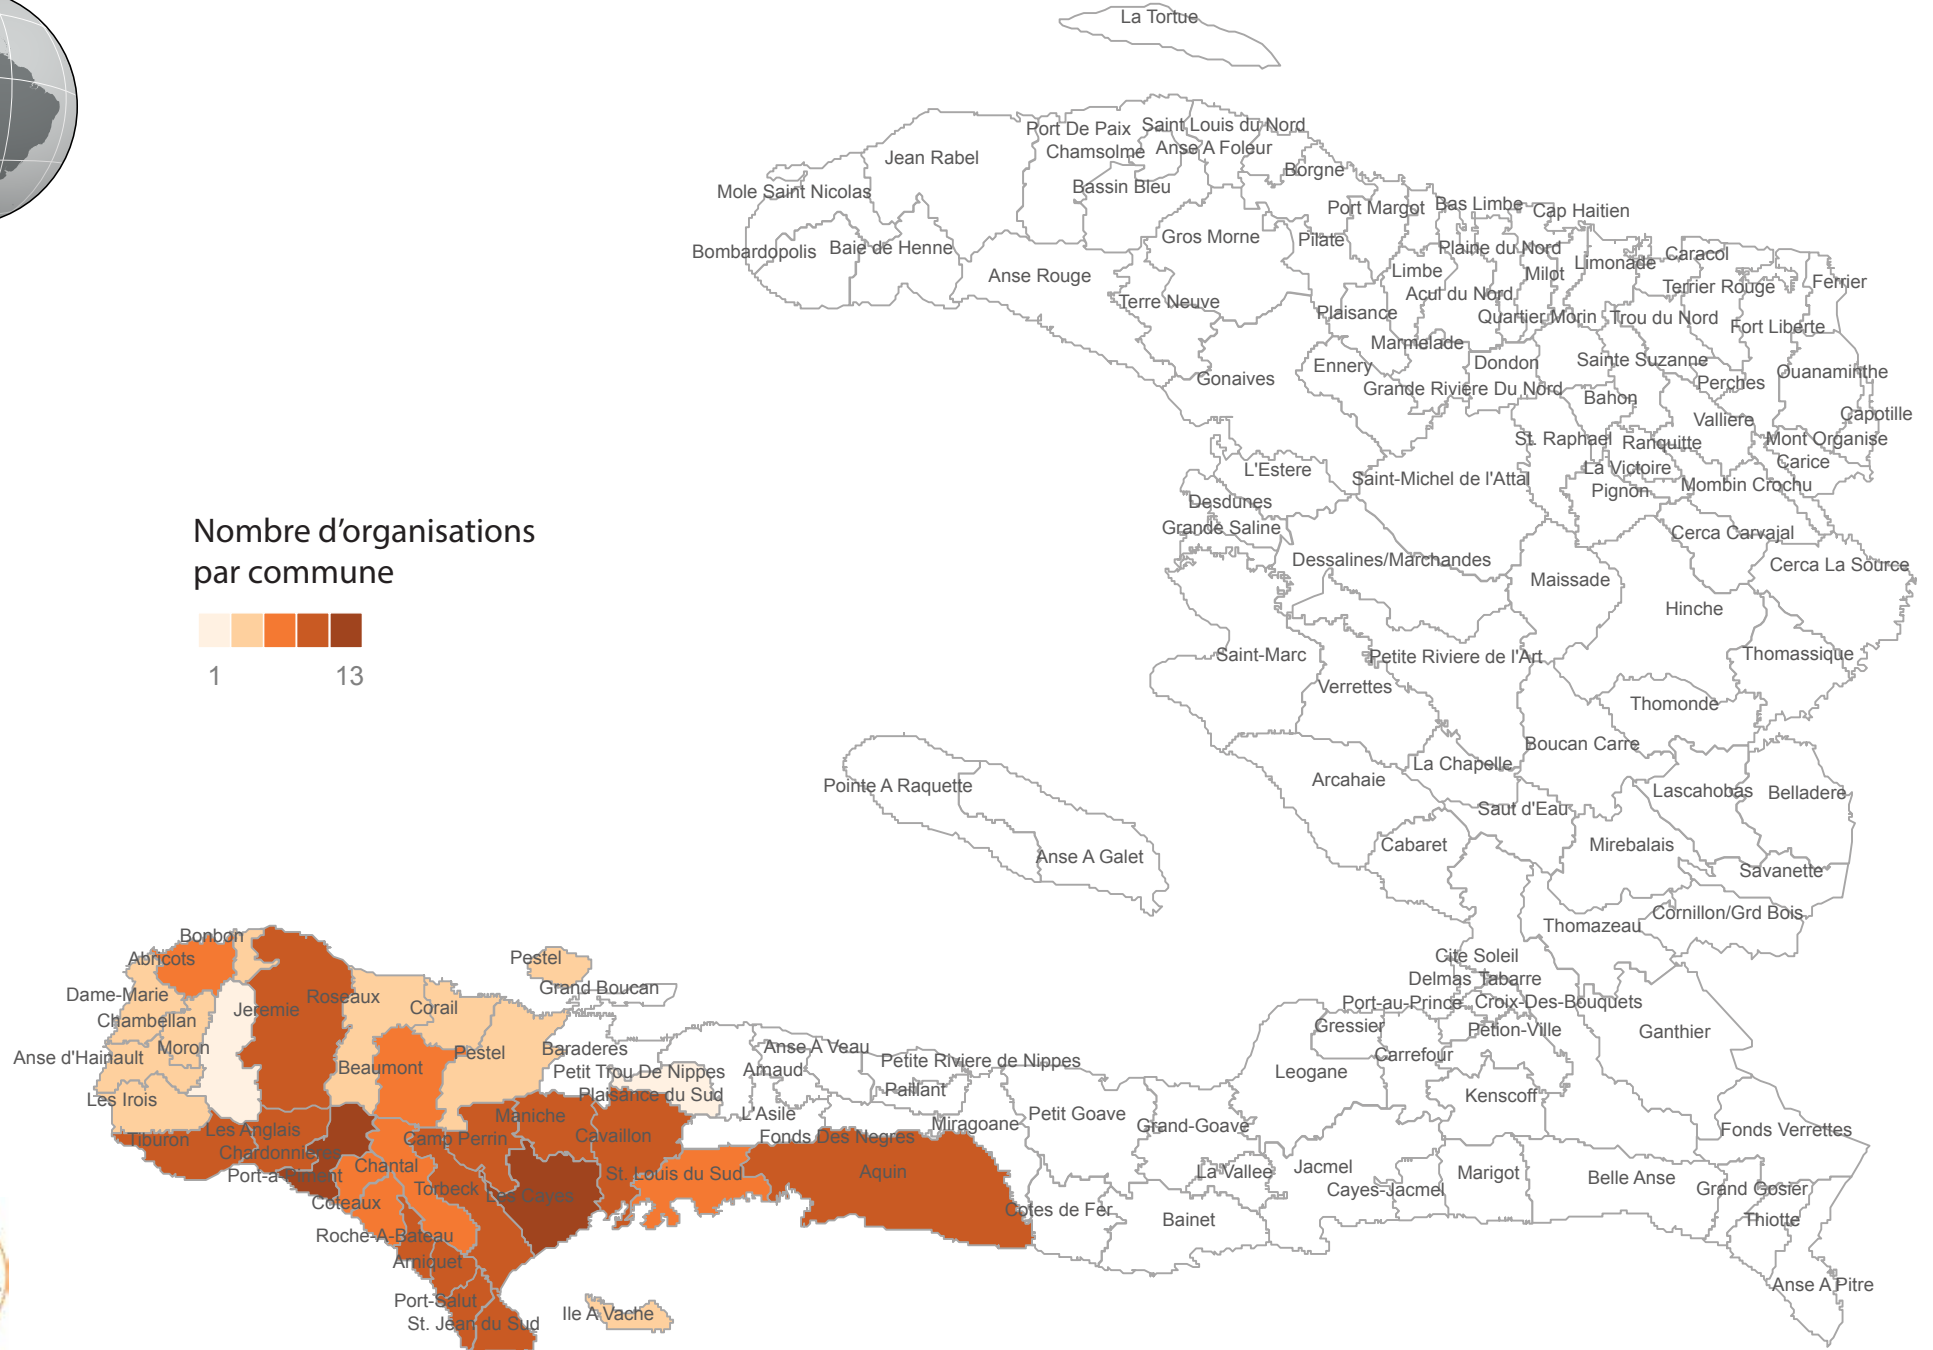 La Tortue
Port De Paix
Saint Louis du Nord
Chamsolme
Anse A Foleur
Jean Rabel
Borgne
Mole Saint Nicolas
Bassin Bleu
Port Margot
Bas Limbe
Cap Haitien
Bombardopolis
Baie de Henne
Gros Morne
Pilate
Plaine du Nord
Caracol
Anse Rouge
Limbe
Milot
Limonade
Terrier Rouge
Ferrier
Terre Neuve
Acul du Nord
Plaisance
Quartier Morin
Trou du Nord
Fort Liberte
Marmelade
Ennery
Dondon
Sainte Suzanne
Ouanaminthe
Gonaives
Grande Riviere Du Nord
Perches
Bahon
Valliere
Capotille
St. Raphael
Ranquitte
Mont Organise
L'Estere
Saint-Michel de l'Attal
La Victoire
Carice
Pignon
Mombin Crochu
Desdunes
Grande Saline
Cerca Carvajal
Dessalines/Marchandes
Maissade
Cerca La Source
Hinche
Nombre d'organisations
par commune
1
13
Saint-Marc
Petite Riviere de l'Art
Thomassique
Verrettes
Thomonde
Boucan Carre
La Chapelle
Pointe A Raquette
Arcahaie
Lascahobas
Belladere
Saut d'Eau
Anse A Galet
Cabaret
Mirebalais
Savanette
Thomazeau
Cornillon/Grd Bois
Bonbon
Abricots
Pestel
Cite Soleil
Grand Boucan
Delmas
Tabarre
Dame-Marie
Roseaux
Corail
Jeremie
Port-au-Prince
Croix-Des-Bouquets
Chambellan
Gressier
Petion-Ville
Ganthier
Anse d'Hainault
Moron
Pestel
Baraderes
Anse A Veau
Petite Riviere de Nippes
Carrefour
Beaumont
Petit Trou De Nippes
Arnaud
Leogane
Les Irois
Plaisance du Sud
Paillant
Kenscoff
Maniche
L'Asile
Miragoane
Petit Goave
Grand-Goave
Tiburon
Les Anglais
Camp Perrin
Cavaillon
Fonds Des Negres
Fonds Verrettes
Chardonnieres
Chantal
Port-a-Piment
St. Louis du Sud
Aquin
La Vallee
Jacmel
Marigot
Belle Anse
Coteaux
Torbeck
Les Cayes
Cayes-Jacmel
Grand Gosier
Cotes de Fer
Bainet
Thiotte
Roche-A-Bateau
Arniquet
Anse A Pitre
Port-Salut
Ile A Vache
St. Jean du Sud